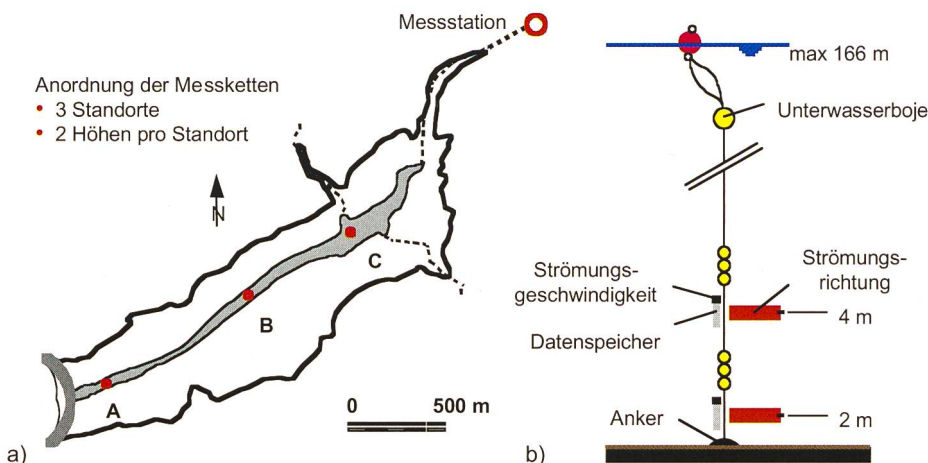 Messstation
Anordnung der Messketten
3 Standorte
2 Höhen pro Standort
N
A
B
C
0 500 m
a)
max 166 m
Unterwasserboje
Strömungs-
geschwindigkeit
Strömungs-
richtung
Datenspeicher
4 m
Anker
2 m
b)